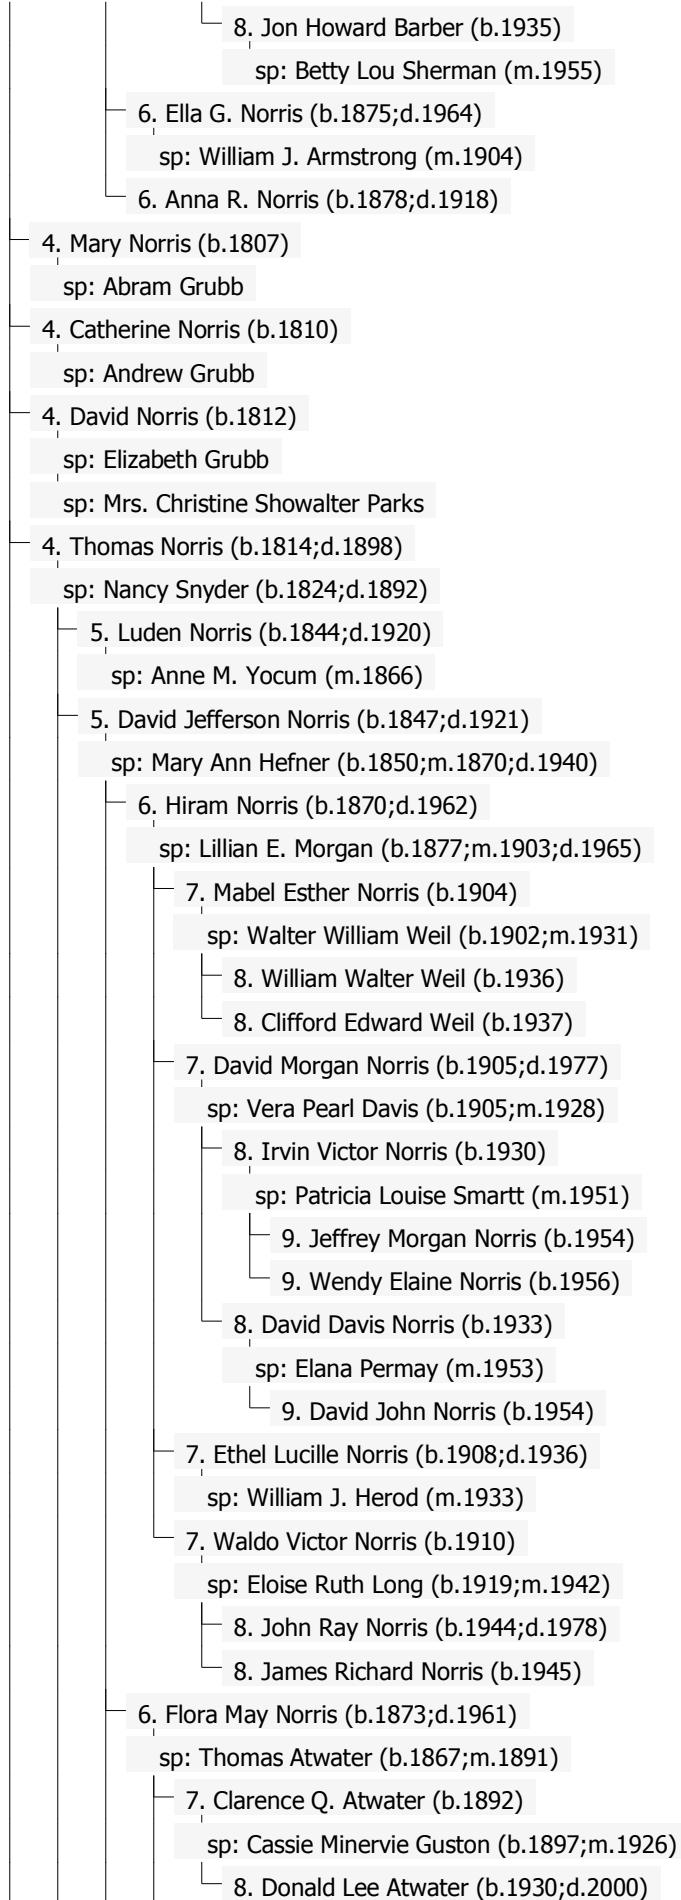 8. Jon Howard Barber (b.1935)
sp: Betty Lou Sherman (m.1955)
6. Ella G. Norris (b.1875;d.1964)
sp: William J. Armstrong (m.1904)
6. Anna R. Norris (b.1878;d.1918)
4. Mary Norris (b.1807)
sp: Abram Grubb
4. Catherine Norris (b.1810)
sp: Andrew Grubb
4. David Norris (b.1812)
sp: Elizabeth Grubb
sp: Mrs. Christine Showalter Parks
4. Thomas Norris (b.1814;d.1898)
sp: Nancy Snyder (b.1824;d.1892)
5. Luden Norris (b.1844;d.1920)
sp: Anne M. Yocum (m.1866)
5. David Jefferson Norris (b.1847;d.1921)
sp: Mary Ann Hefner (b.1850;m.1870;d.1940)
6. Hiram Norris (b.1870;d.1962)
sp: Lillian E. Morgan (b.1877;m.1903;d.1965)
7. Mabel Esther Norris (b.1904)
sp: Walter William Weil (b.1902;m.1931)
8. William Walter Weil (b.1936)
8. Clifford Edward Weil (b.1937)
7. David Morgan Norris (b.1905;d.1977)
sp: Vera Pearl Davis (b.1905;m.1928)
8. Irvin Victor Norris (b.1930)
sp: Patricia Louise Smartt (m.1951)
9. Jeffrey Morgan Norris (b.1954)
9. Wendy Elaine Norris (b.1956)
8. David Davis Norris (b.1933)
sp: Elana Permay (m.1953)
9. David John Norris (b.1954)
7. Ethel Lucille Norris (b.1908;d.1936)
sp: William J. Herod (m.1933)
7. Waldo Victor Norris (b.1910)
sp: Eloise Ruth Long (b.1919;m.1942)
8. John Ray Norris (b.1944;d.1978)
8. James Richard Norris (b.1945)
6. Flora May Norris (b.1873;d.1961)
sp: Thomas Atwater (b.1867;m.1891)
7. Clarence Q. Atwater (b.1892)
sp: Cassie Minervie Guston (b.1897;m.1926)
8. Donald Lee Atwater (b.1930;d.2000)